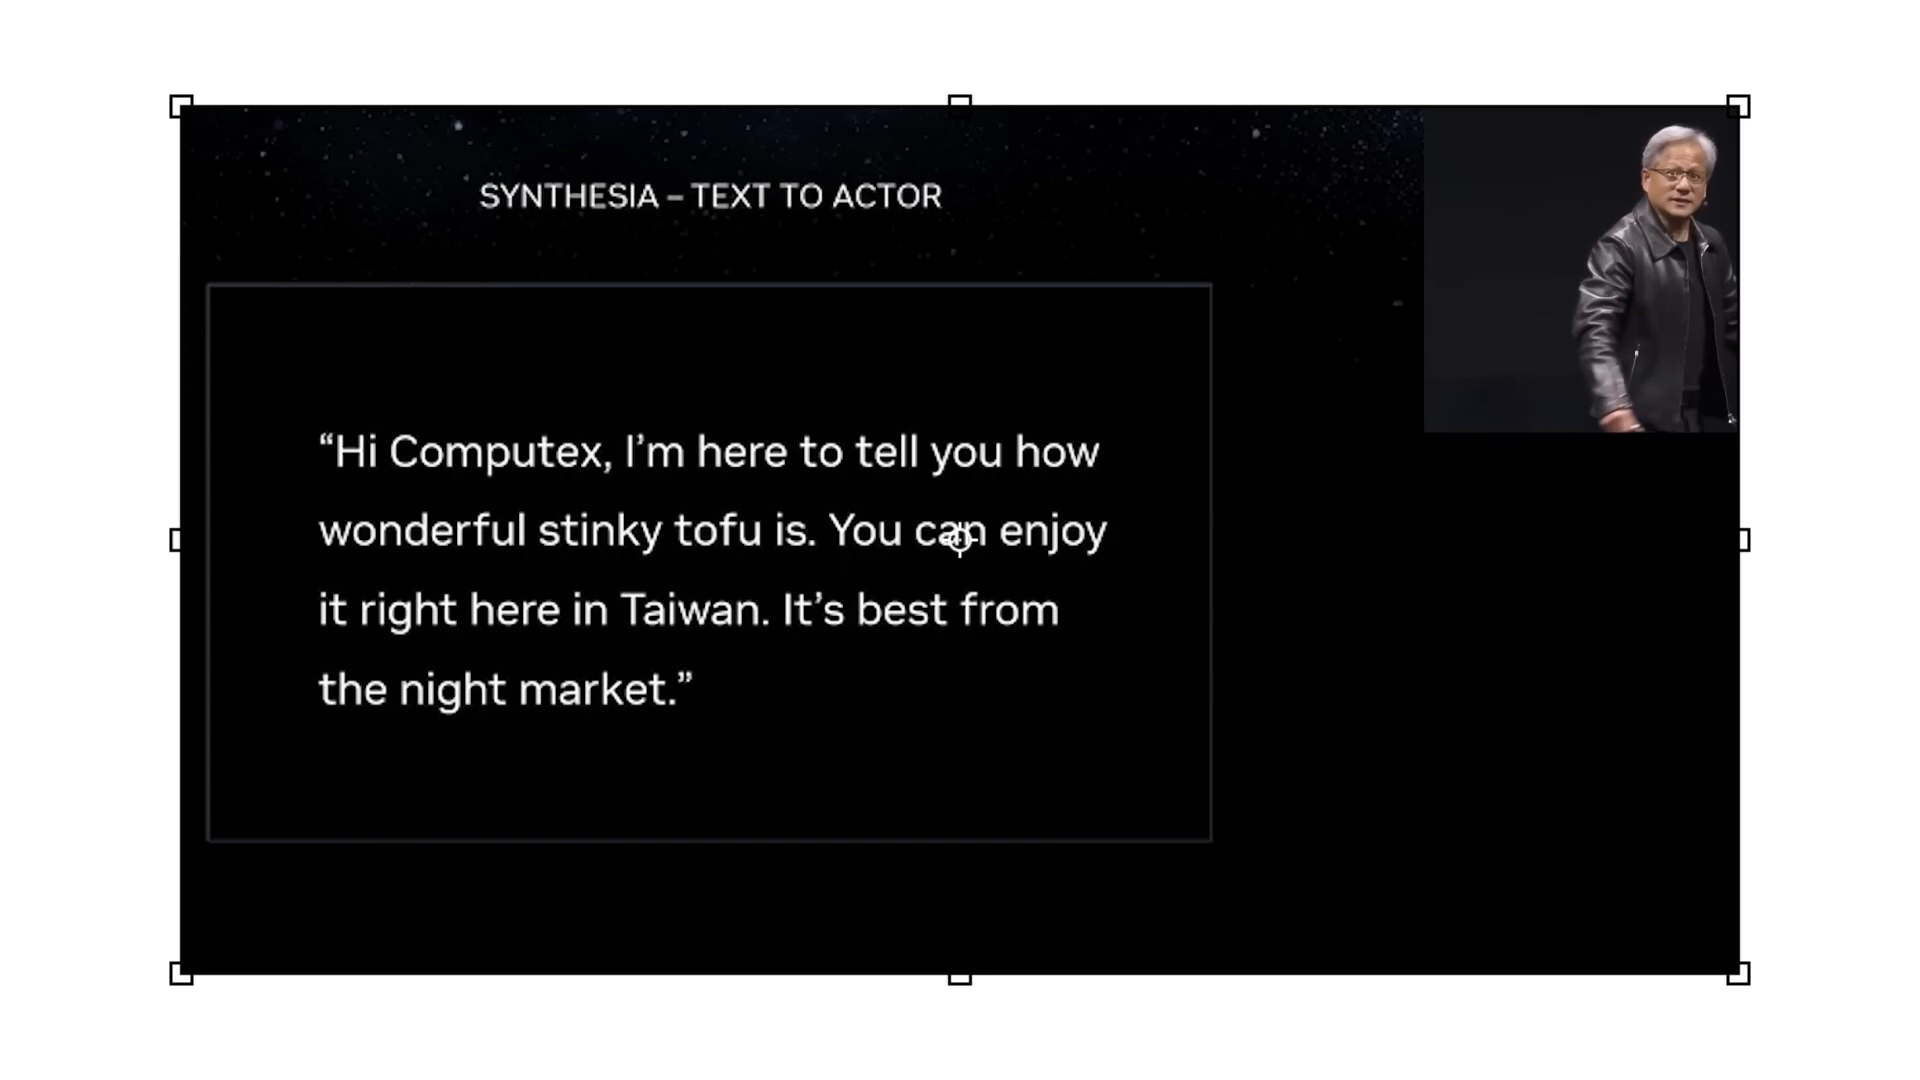 SYNTHESIA – TEXT TO ACTOR
“Hi Computex, I’m here to tell you how
wonderful stinky tofu is. You can enjoy
it right here in Taiwan. It’s best from
the night market.”